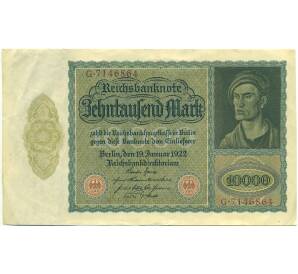 Reichsbanknote
G·7146864
Zehntausend Mark
zahlt die Reichsbankhauptkasse in Berlin
gegen diese Banknote dem Einlieferer
Berlin, den 19. Januar 1922
Reichsbankdirektorium
10000
G·7146864